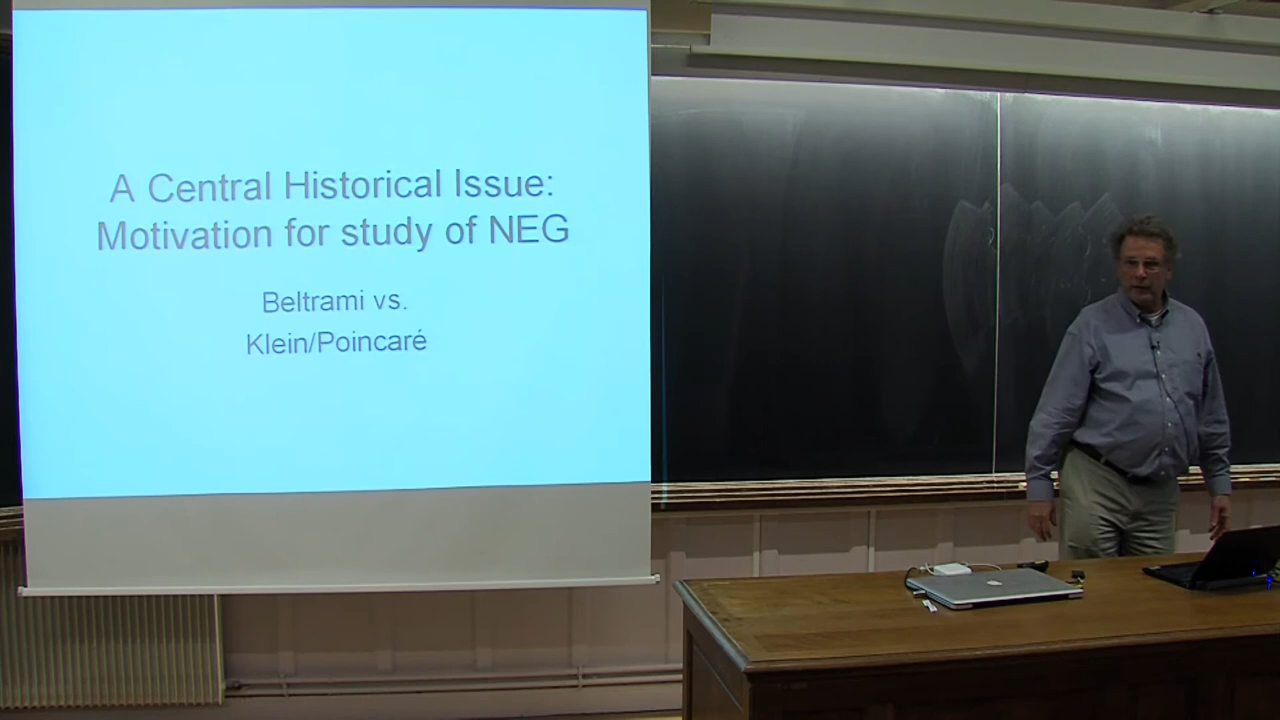 A Central Historical Issue:
Motivation for study of NEG
Beltrami vs.
Klein/Poincaré